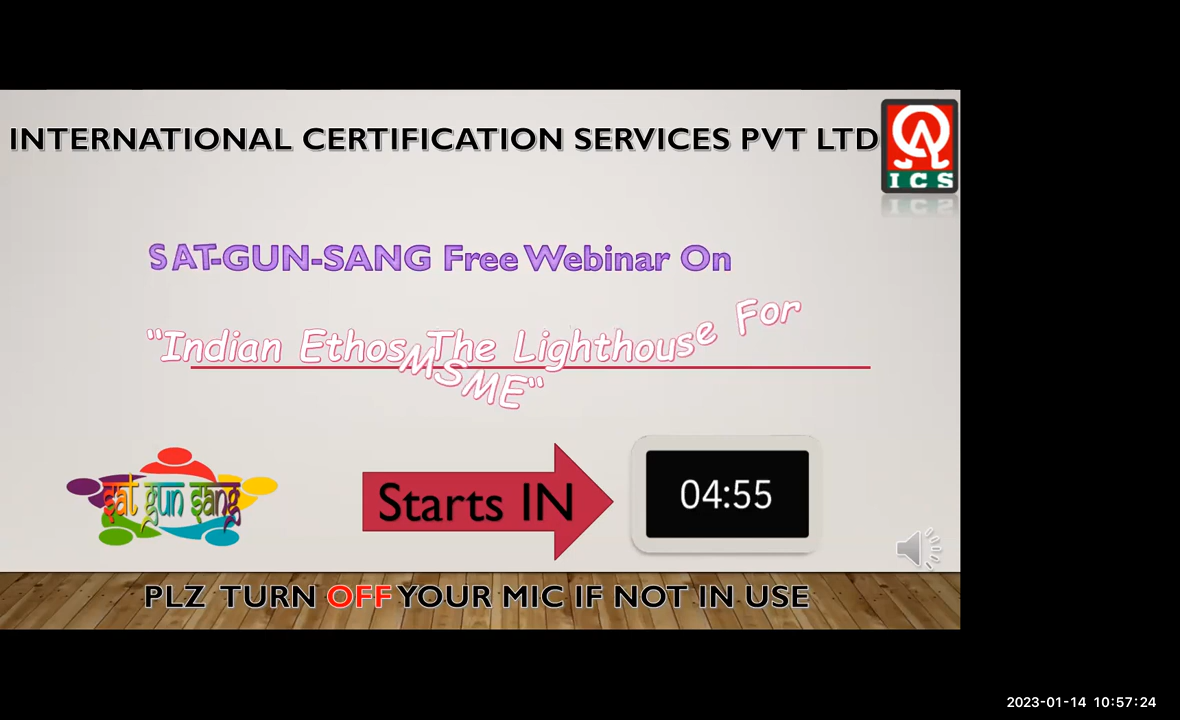 INTERNATIONAL CERTIFICATION SERVICES PVT LTD
ICS
SAT-GUN-SANG Free Webinar On
"Indian Ethos The Lighthouse For
MSME"
sat gun sang
Starts IN
04:55
PLZ TURN OFF YOUR MIC IF NOT IN USE
2023-01-14 10:57:24